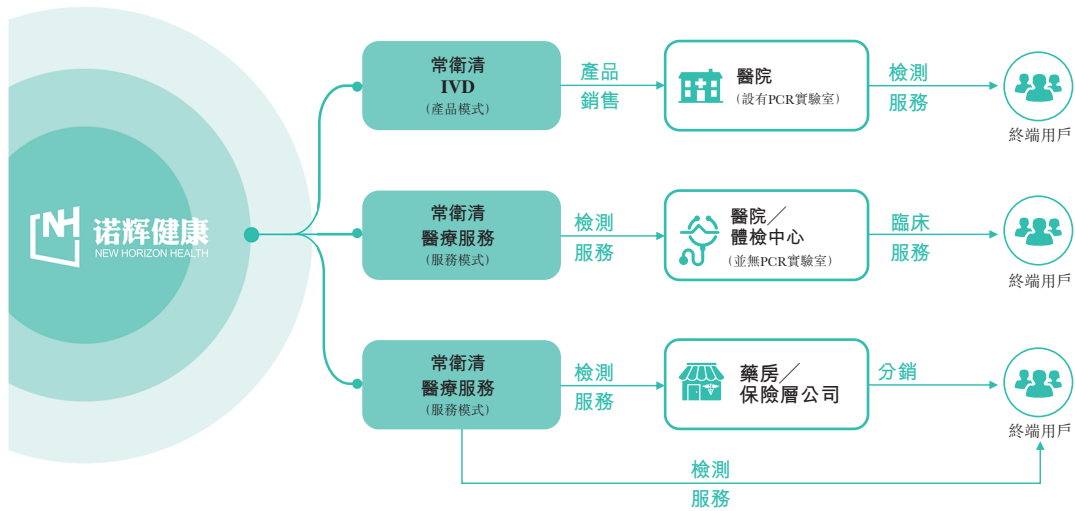 NH
诺辉健康
NEW HORIZON HEALTH
常衛清
IVD
(產品模式)
產品
銷售
醫院
(設有PCR實驗室)
檢測
服務
終端用戶
常衛清
醫療服務
(服務模式)
檢測
服務
醫院／
體檢中心
(並無PCR實驗室)
臨床
服務
終端用戶
常衛清
醫療服務
(服務模式)
檢測
服務
藥房／
保險層公司
分銷
終端用戶
檢測
服務